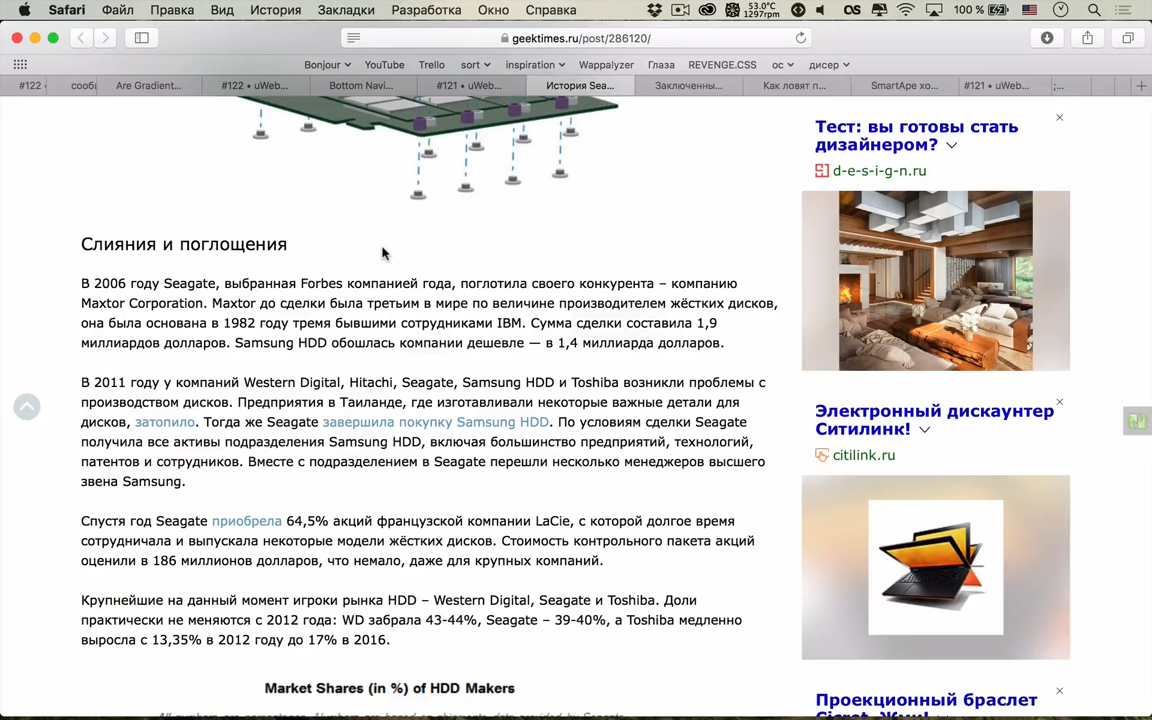 Safari Файл Правка Вид История Закладки Разработка Окно Справка 53.0°C 1297rpm 100 %
geektimes.ru/post/286120/
Bonjour YouTube Trello sort inspiration Wappalyzer Глаза REVENGE.CSS ос дисер
#122 сообщ Are Gradient... #122 • uWeb... Bottom Navi... #121 • uWeb... История Sea... Заключенны... Как ловят п... SmartApe хо... #121 • uWeb...
Слияния и поглощения
В 2006 году Seagate, выбранная Forbes компанией года, поглотила своего конкурента – компанию
Maxtor Corporation. Maxtor до сделки была третьим в мире по величине производителем жёстких дисков,
она была основана в 1982 году тремя бывшими сотрудниками IBM. Сумма сделки составила 1,9
миллиардов долларов. Samsung HDD обошлась компании дешевле — в 1,4 миллиарда долларов.
В 2011 году у компаний Western Digital, Hitachi, Seagate, Samsung HDD и Toshiba возникли проблемы с
производством дисков. Предприятия в Таиланде, где изготавливали некоторые важные детали для
дисков, затопило. Тогда же Seagate завершила покупку Samsung HDD. По условиям сделки Seagate
получила все активы подразделения Samsung HDD, включая большинство предприятий, технологий,
патентов и сотрудников. Вместе с подразделением в Seagate перешли несколько менеджеров высшего
звена Samsung.
Спустя год Seagate приобрела 64,5% акций французской компании LaCie, с которой долгое время
сотрудничала и выпускала некоторые модели жёстких дисков. Стоимость контрольного пакета акций
оценили в 186 миллионов долларов, что немало, даже для крупных компаний.
Крупнейшие на данный момент игроки рынка HDD – Western Digital, Seagate и Toshiba. Доли
практически не меняются с 2012 года: WD забрала 43-44%, Seagate – 39-40%, а Toshiba медленно
выросла с 13,35% в 2012 году до 17% в 2016.
Market Shares (in %) of HDD Makers
Тест: вы готовы стать
дизайнером?
d-e-s-i-g-n.ru
Электронный дискаунтер
Ситилинк!
citilink.ru
Проекционный браслет